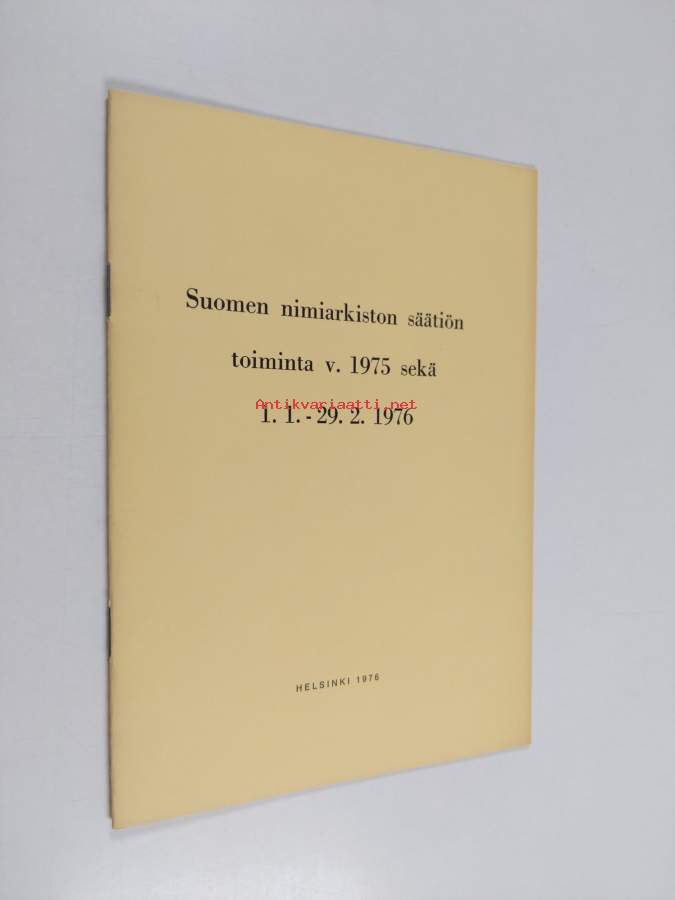 Suomen nimiarkiston säätiön
toiminta v. 1975 sekä
Antikvariaatti.net
1. 1. - 29. 2. 1976
HELSINKI 1976